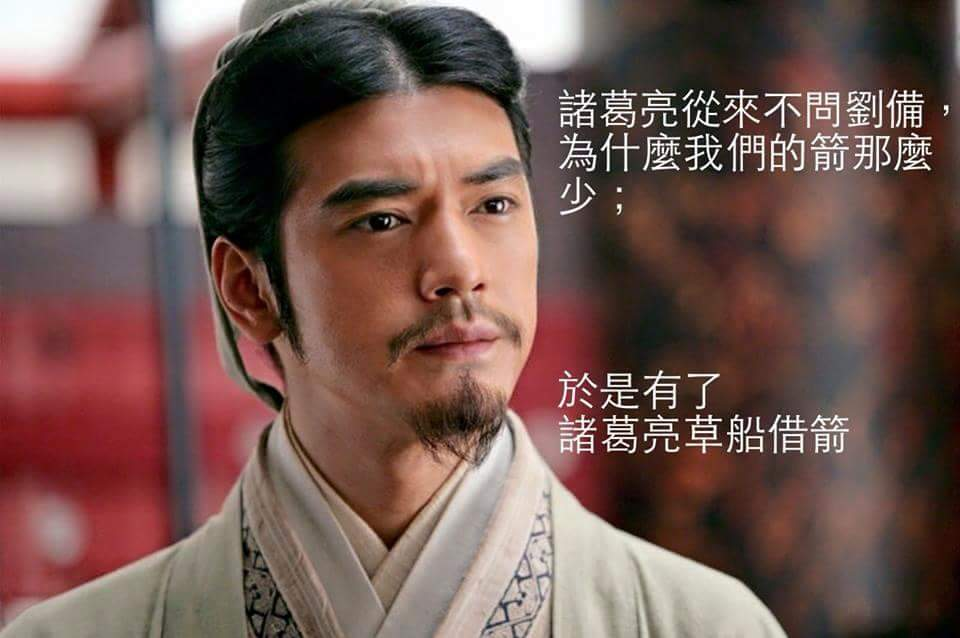 諸葛亮從來不問劉備，
為什麼我們的箭那麼
少；
於是有了
諸葛亮草船借箭